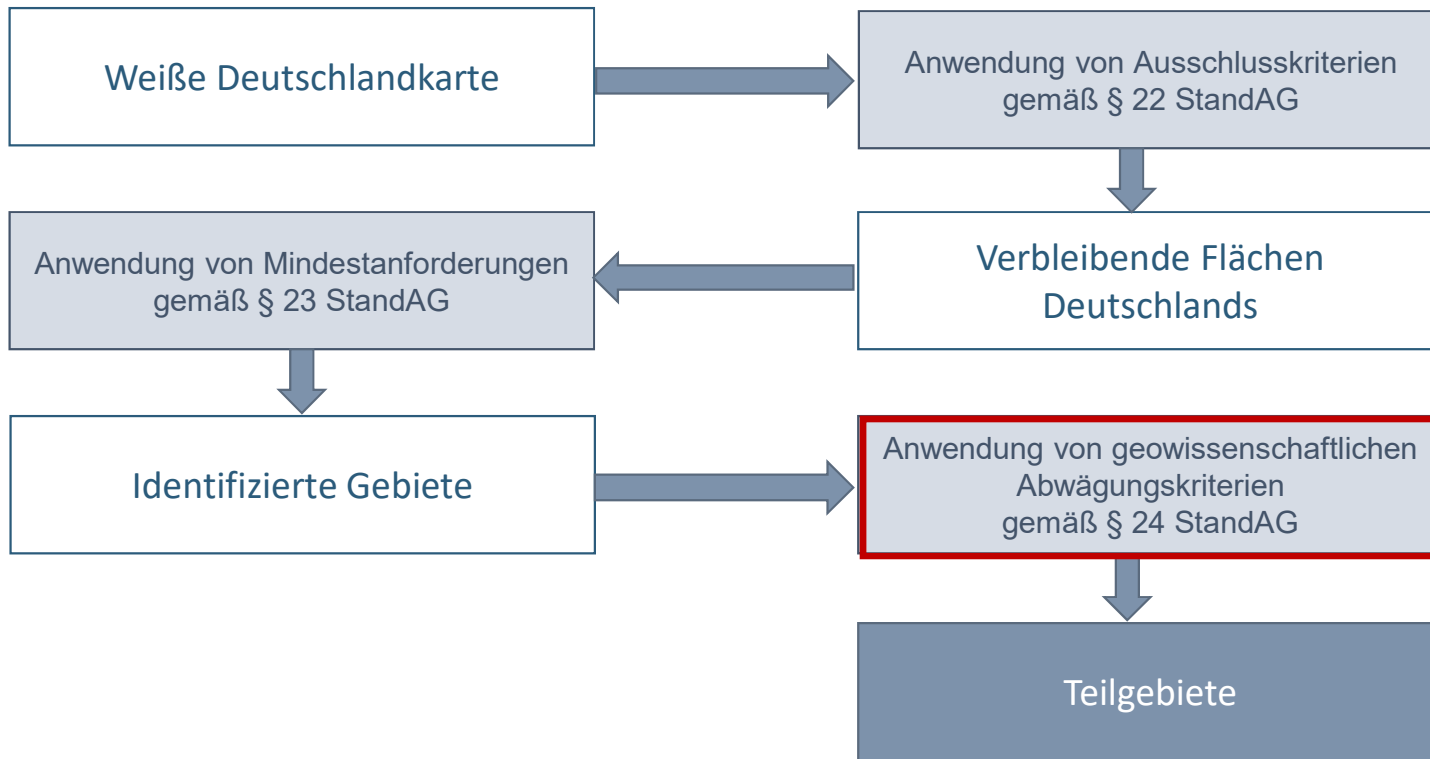 Weiße Deutschlandkarte
Anwendung von Ausschlusskriterien
gemäß § 22 StandAG
Anwendung von Mindestanforderungen
gemäß § 23 StandAG
Verbleibende Flächen
Deutschlands
Identifizierte Gebiete
Anwendung von geowissenschaftlichen
Abwägungskriterien
gemäß § 24 StandAG
Teilgebiete